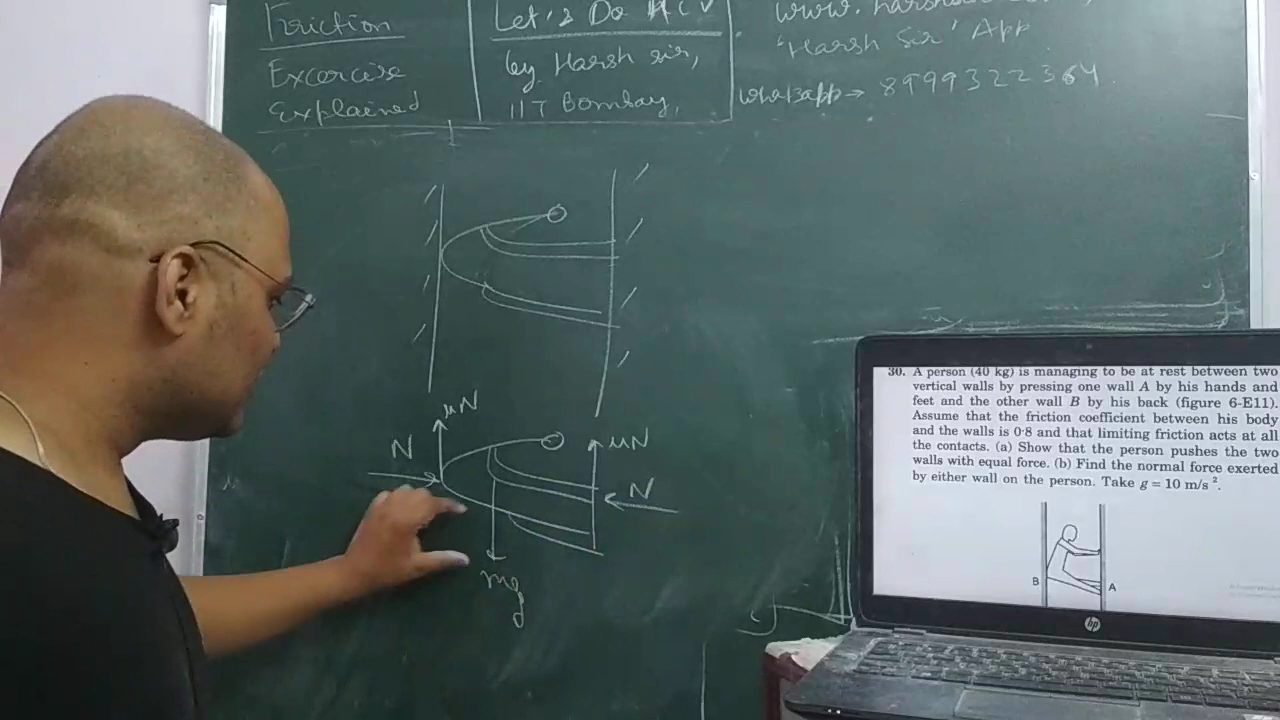 Friction
Excercise
Explained
Let's Do HCV
by Harsh sir,
IIT Bombay,
'Harsh Sir' App
whatsapp→ 8999322364
N
μN
mg
μN
N
30. A person (40 kg) is managing to be at rest between two
vertical walls by pressing one wall A by his hands and
feet and the other wall B by his back (figure 6-E11).
Assume that the friction coefficient between his body
and the walls is 0·8 and that limiting friction acts at all
the contacts. (a) Show that the person pushes the two
walls with equal force. (b) Find the normal force exerted
by either wall on the person. Take g = 10 m/s².
B
A
hp